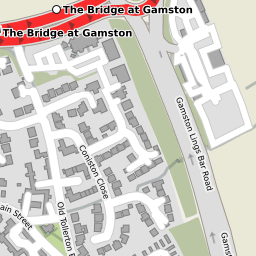 The Bridge at Gamston
The Bridge at Gamston
Gamston Lings Bar Road
Coniston Close
Old Tollerton
ain Street
Gams